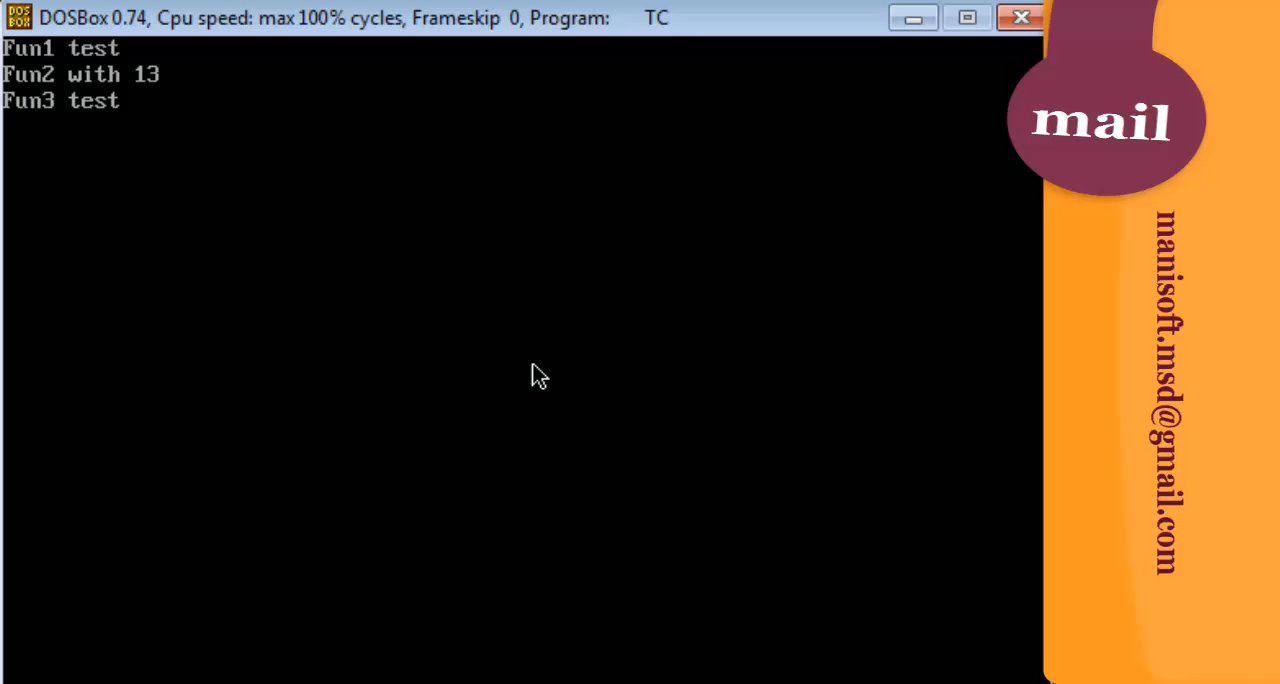 DOSBox 0.74, Cpu speed: max 100% cycles, Frameskip 0, Program: TC
Fun1 test
Fun2 with 13
Fun3 test
mail
manisoft.msd@gmail.com